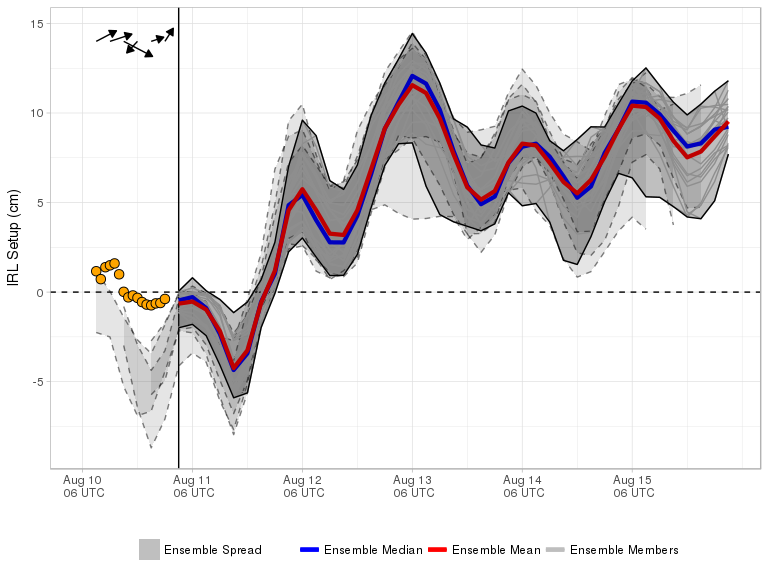 15
10
5
0
-5
IRL Setup (cm)
Aug 10
06 UTC
Aug 11
06 UTC
Aug 12
06 UTC
Aug 13
06 UTC
Aug 14
06 UTC
Aug 15
06 UTC
Ensemble Spread
Ensemble Median
Ensemble Mean
Ensemble Members